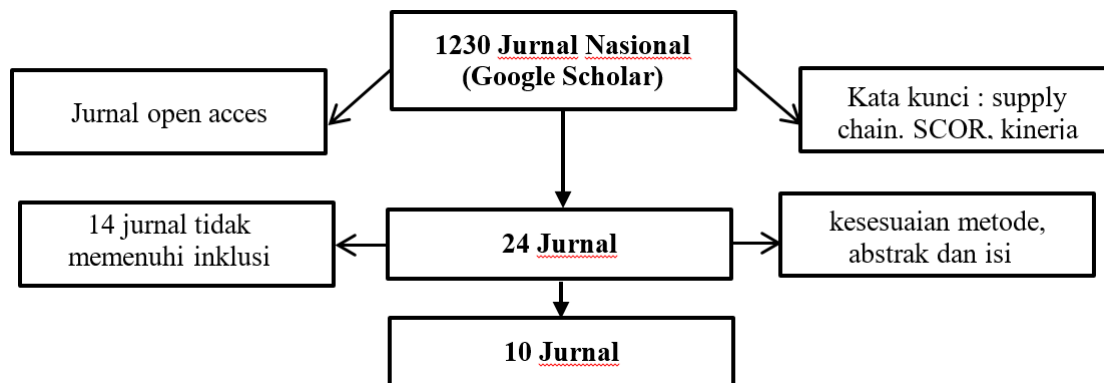 1230 Jurnal Nasional
(Google Scholar)
Jurnal open acces
Kata kunci : supply
chain. SCOR, kinerja
14 jurnal tidak
memenuhi inklusi
24 Jurnal
kesesuaian metode,
abstrak dan isi
10 Jurnal